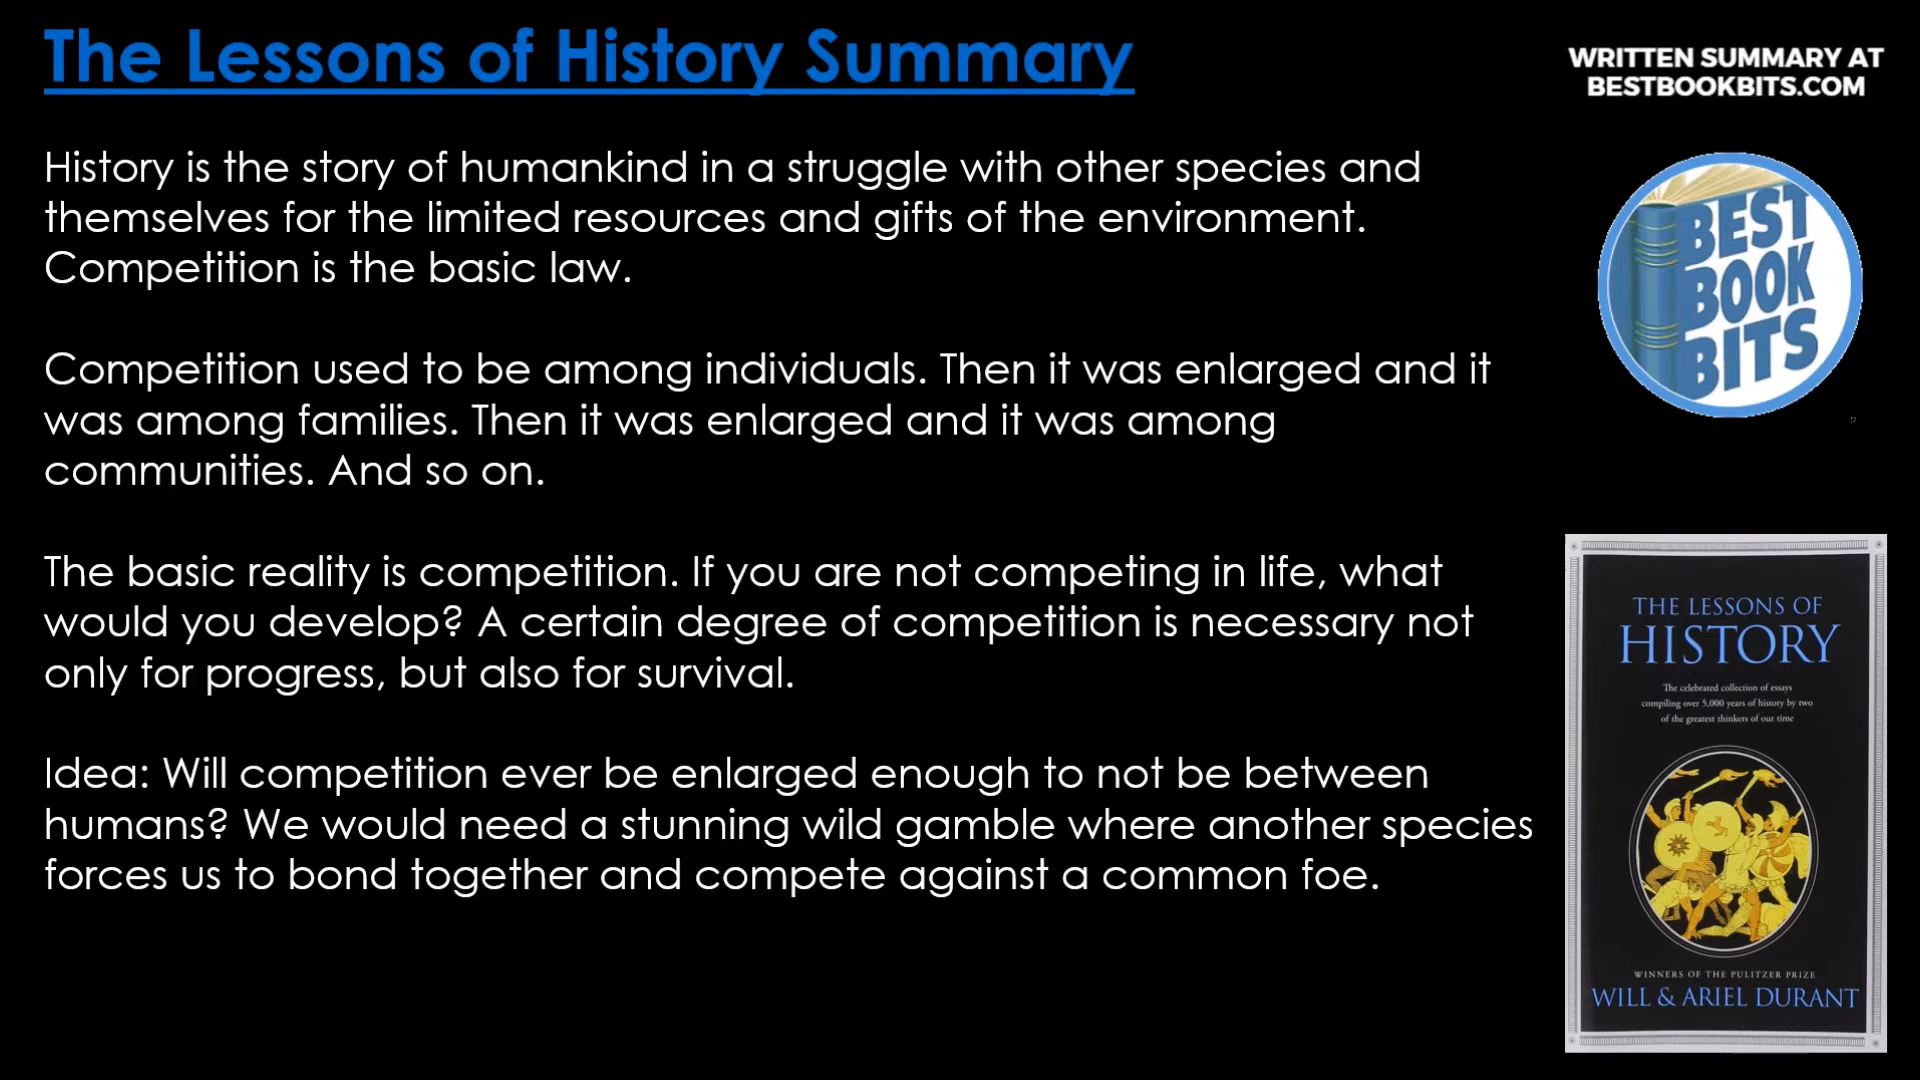 The Lessons of History Summary
WRITTEN SUMMARY AT
BESTBOOKBITS.COM
History is the story of humankind in a struggle with other species and
themselves for the limited resources and gifts of the environment.
Competition is the basic law.
Competition used to be among individuals. Then it was enlarged and it
was among families. Then it was enlarged and it was among
communities. And so on.
The basic reality is competition. If you are not competing in life, what
would you develop? A certain degree of competition is necessary not
only for progress, but also for survival.
Idea: Will competition ever be enlarged enough to not be between
humans? We would need a stunning wild gamble where another species
forces us to bond together and compete against a common foe.
BEST
BOOK
BITS
THE LESSONS OF
HISTORY
The celebrated collection of essays
compiling over 5,000 years of history by two
of the greatest thinkers of our time
WINNERS OF THE PULITZER PRIZE
WILL & ARIEL DURANT